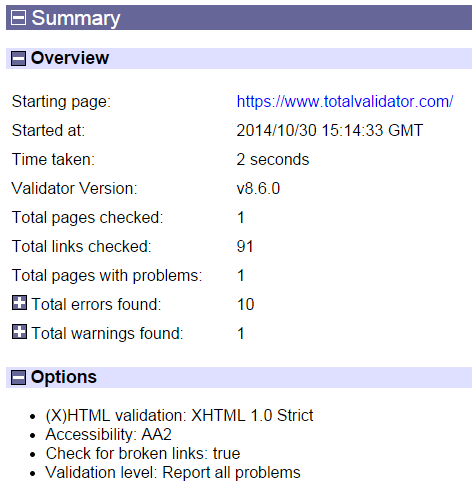 Summary
Overview
Starting page: https://www.totalvalidator.com/
Started at: 2014/10/30 15:14:33 GMT
Time taken: 2 seconds
Validator Version: v8.6.0
Total pages checked: 1
Total links checked: 91
Total pages with problems: 1
Total errors found: 10
Total warnings found: 1
Options
• (X)HTML validation: XHTML 1.0 Strict
• Accessibility: AA2
• Check for broken links: true
• Validation level: Report all problems